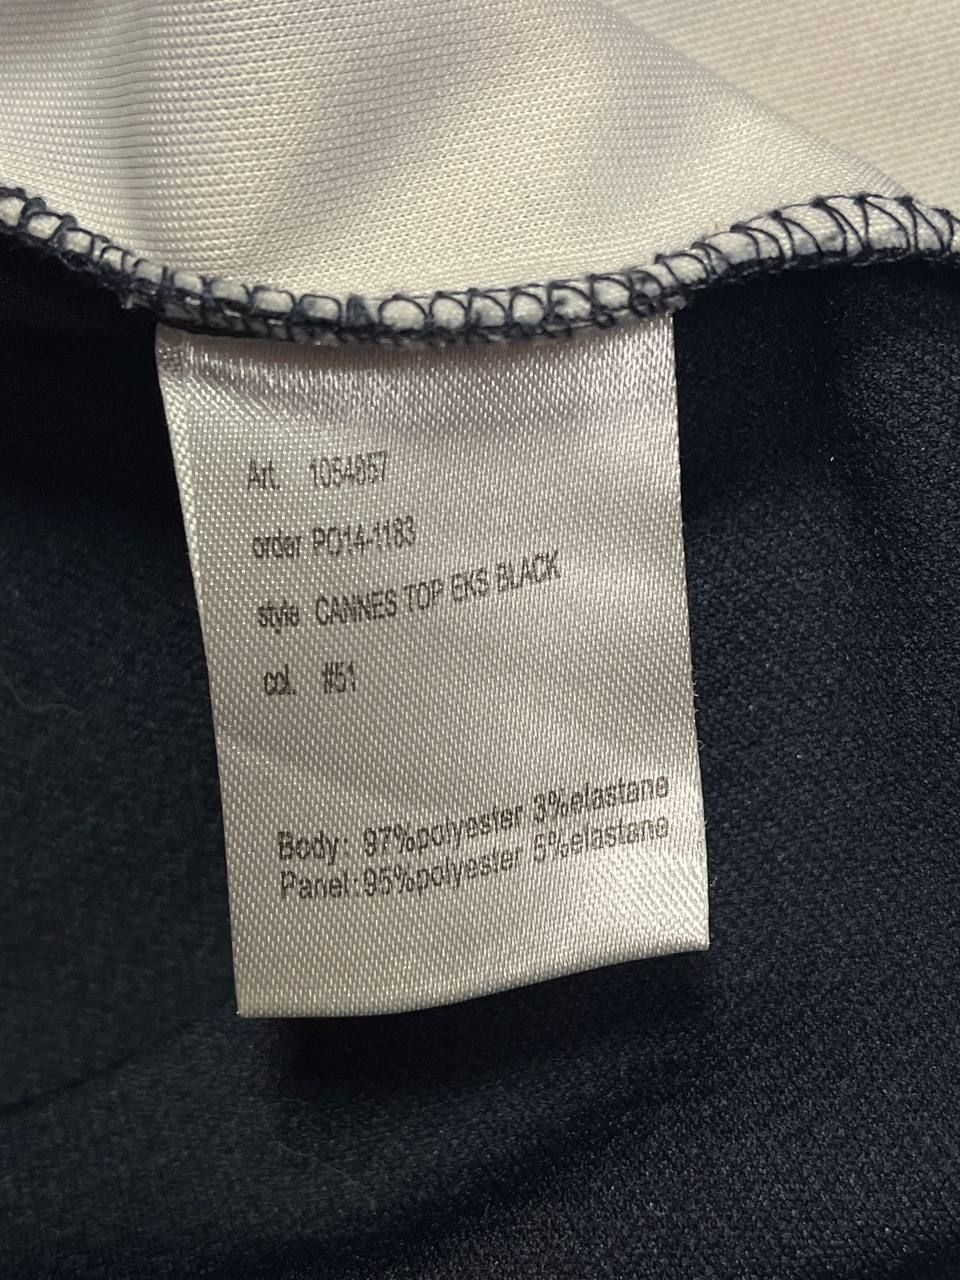 Art. 1054857
order PO14-1183
style CANNES TOP EKS BLACK
col. #51
Body: 97%polyester 3%elastane
Panel:95%polyester 5%elastane